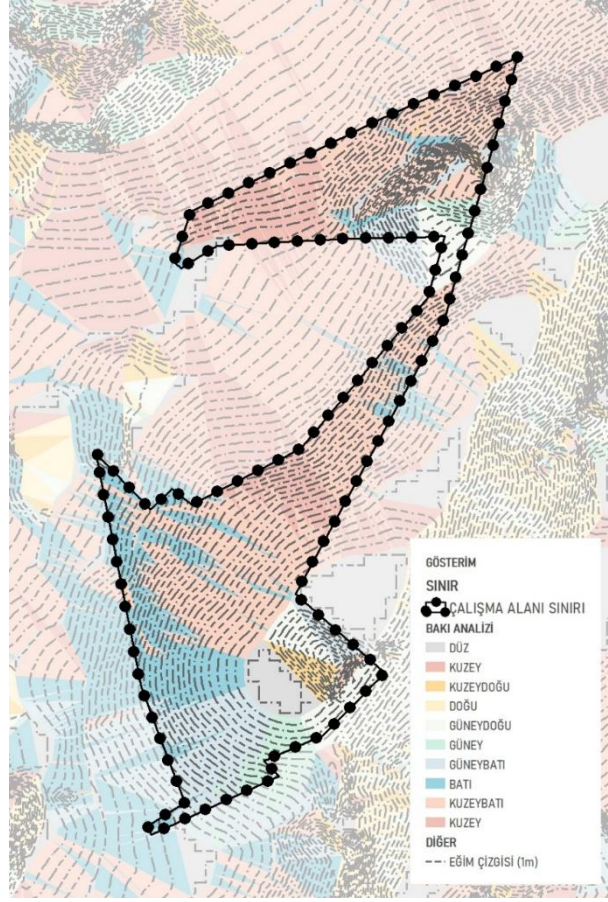 GÖSTERİM
SINIR
ÇALIŞMA ALANI SINIRI
BAKI ANALİZİ
DÜZ
KUZEY
KUZEYDOĞU
DOĞU
GÜNEYDOĞU
GÜNEY
GÜNEYBATI
BATI
KUZEYBATI
KUZEY
DİĞER
EĞİM ÇİZGİSİ (1m)